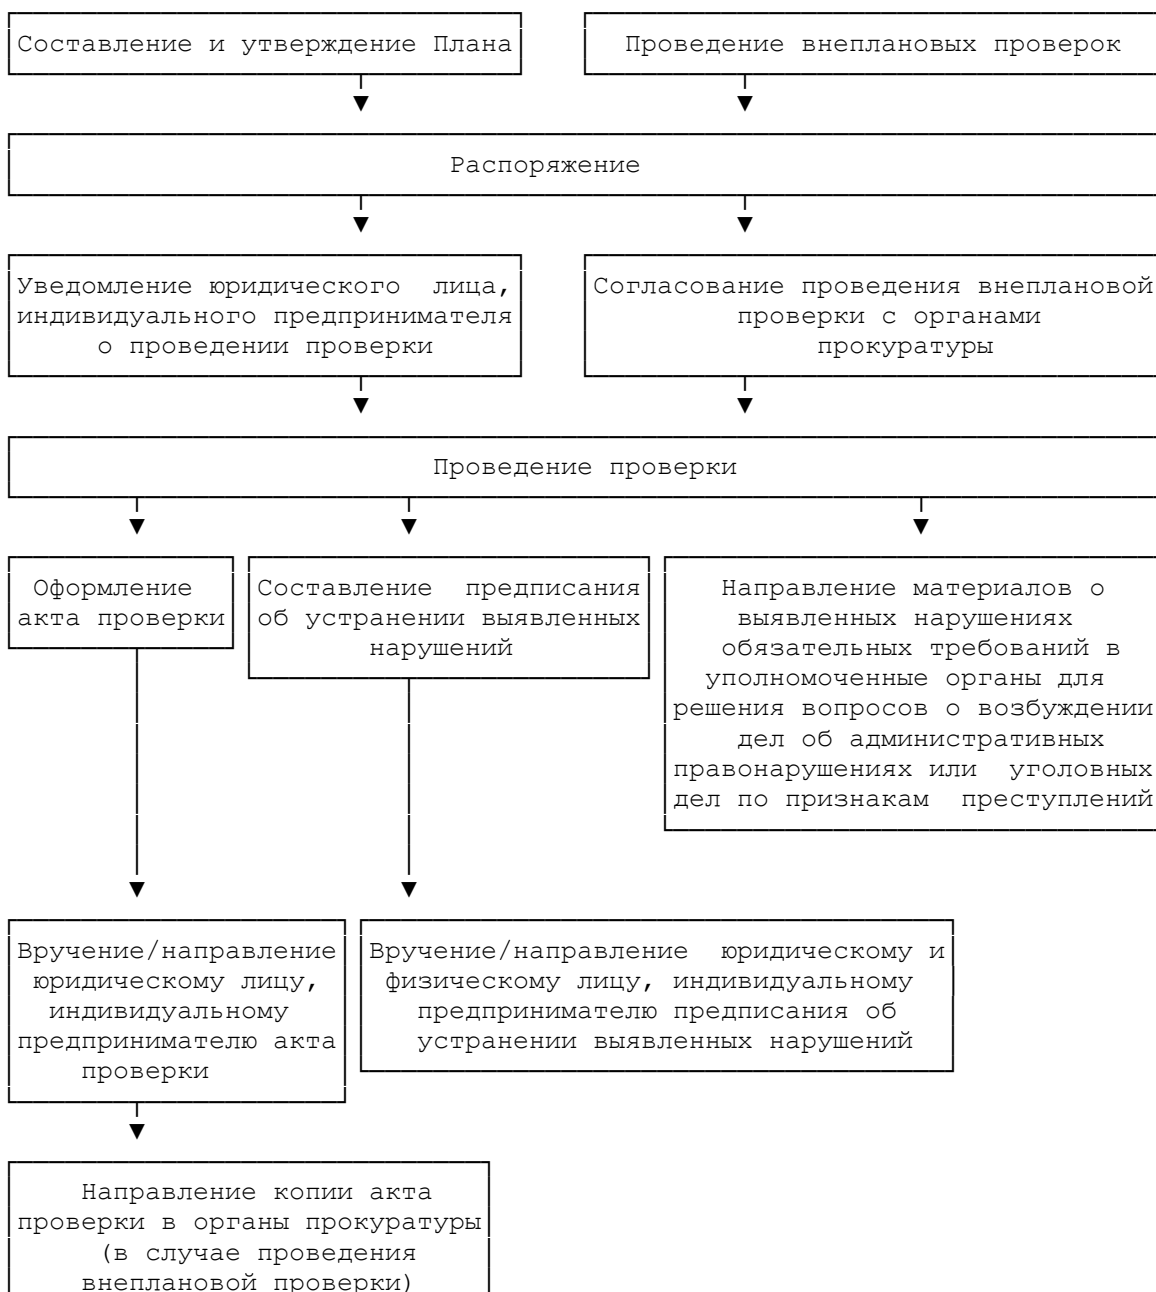 Составление и утверждение Плана
Проведение внеплановых проверок
Распоряжение
Уведомление юридического лица,
индивидуального предпринимателя
о проведении проверки
Согласование проведения внеплановой
проверки с органами
прокуратуры
Проведение проверки
Оформление
акта проверки
Составление предписания
об устранении выявленных
нарушений
Направление материалов о
выявленных нарушениях
обязательных требований в
уполномоченные органы для
решения вопросов о возбуждении
дел об административных
правонарушениях или уголовных
дел по признакам преступлений
Вручение/направление
юридическому лицу,
индивидуальному
предпринимателю акта
проверки
Вручение/направление юридическому и
физическому лицу, индивидуальному
предпринимателю предписания об
устранении выявленных нарушений
Направление копии акта
проверки в органы прокуратуры
(в случае проведения
внеплановой проверки)